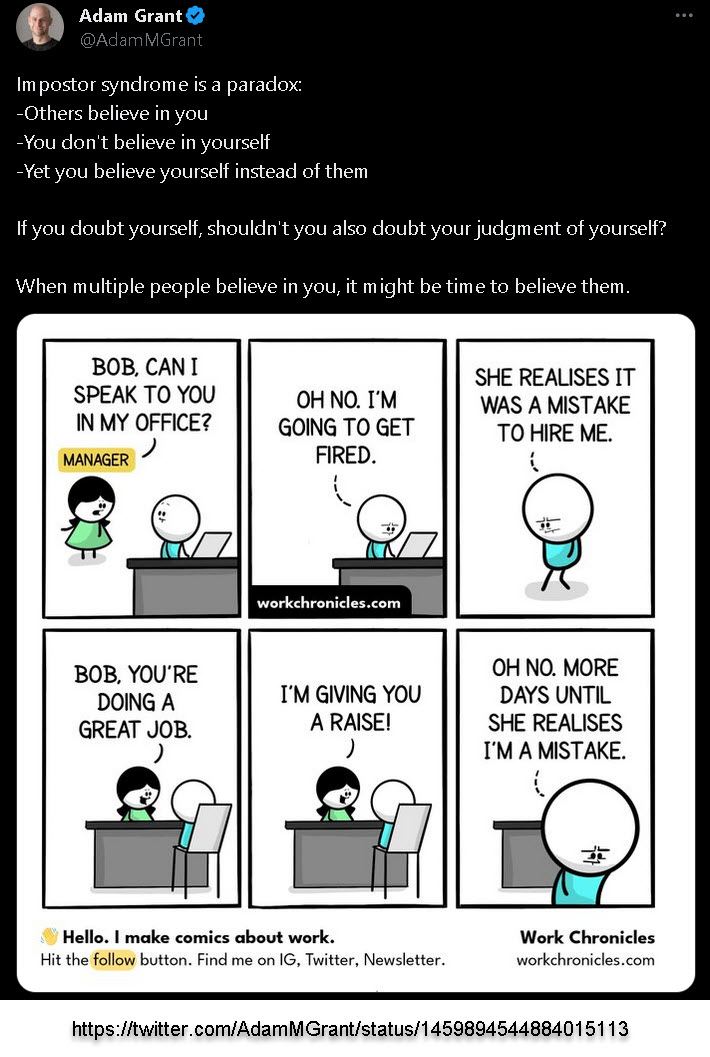 Adam Grant
@AdamMGrant
Impostor syndrome is a paradox:
-Others believe in you
-You don't believe in yourself
-Yet you believe yourself instead of them
If you doubt yourself, shouldn't you also doubt your judgment of yourself?
When multiple people believe in you, it might be time to believe them.
BOB, CAN I
SPEAK TO YOU
IN MY OFFICE?
MANAGER
OH NO. I'M
GOING TO GET
FIRED.
workchronicles.com
SHE REALISES IT
WAS A MISTAKE
TO HIRE ME.
BOB, YOU'RE
DOING A
GREAT JOB.
I'M GIVING YOU
A RAISE!
OH NO. MORE
DAYS UNTIL
SHE REALISES
I'M A MISTAKE.
👋 Hello. I make comics about work.
Hit the follow button. Find me on IG, Twitter, Newsletter.
Work Chronicles
workchronicles.com
https://twitter.com/AdamMGrant/status/1459894544884015113